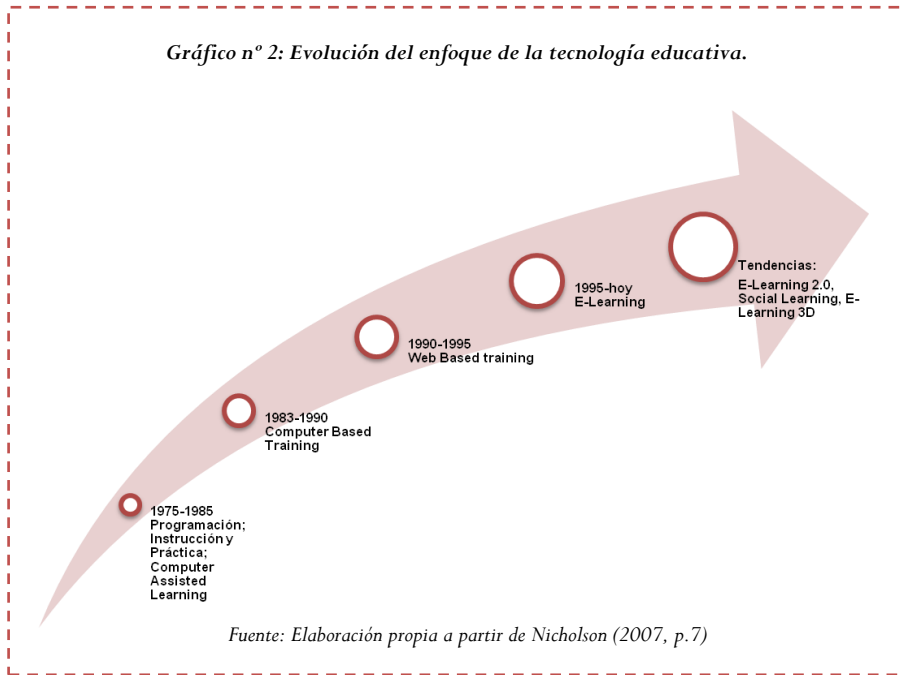 Gráfico nº 2: Evolución del enfoque de la tecnología educativa.
1975-1985
Programación;
Instrucción y
Práctica;
Computer
Assisted
Learning
1983-1990
Computer Based
Training
1990-1995
Web Based training
1995-hoy
E-Learning
Tendencias:
E-Learning 2.0,
Social Learning, E-
Learning 3D
Fuente: Elaboración propia a partir de Nicholson (2007, p.7)